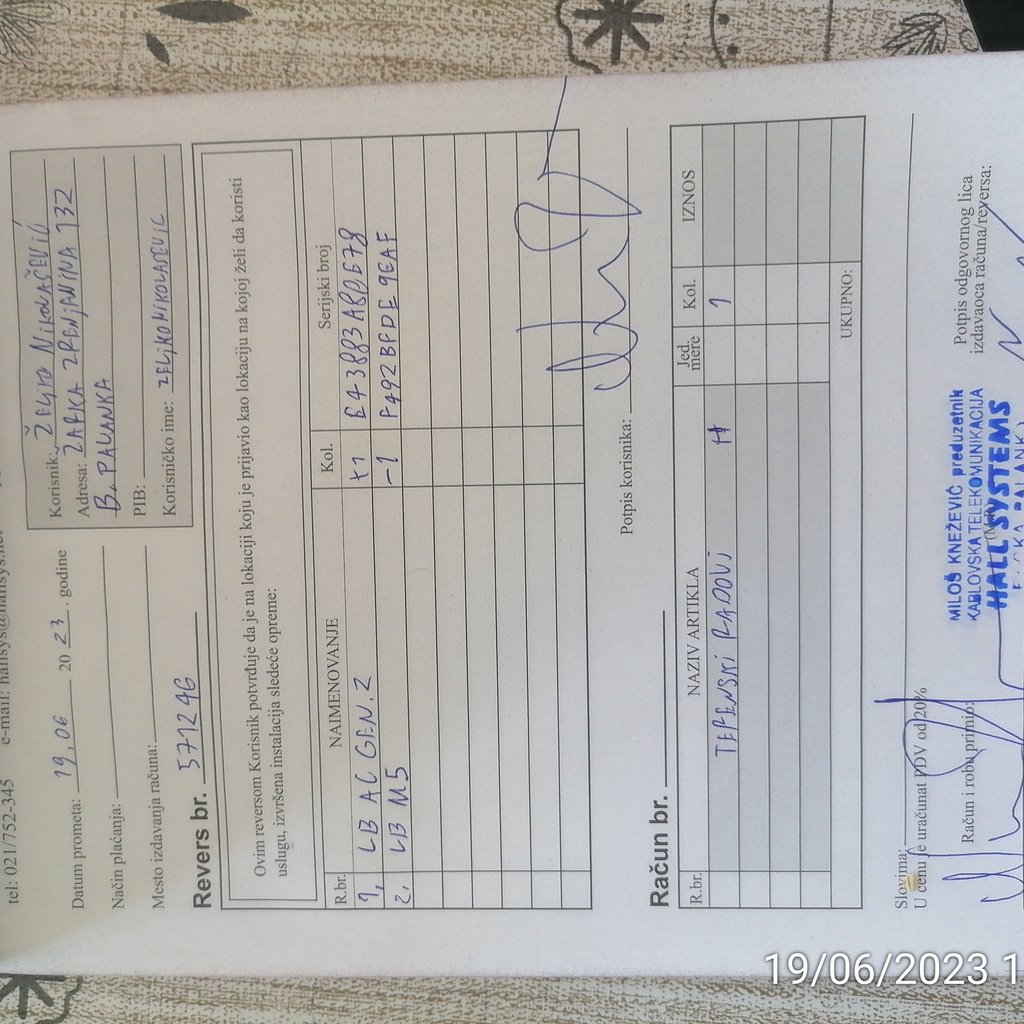 tel: 021/752-345 e-mail: hallsys@hallsys.net
Datum prometa: 19.06 2023. godine
Način plaćanja:
Mesto izdavanja računa:
Korisnik: ŽELJKO NIKOLAŠEVIĆ
Adresa: ŽARKA ZRENJANINA 132
B. PALANKA
PIB:
Korisničko ime: ZELJKONIKOLASEVIC
Revers br. 571246
Ovim reversom Korisnik potvrđuje da je na lokaciji koju je prijavio kao lokaciju na kojoj želi da koristi
uslugu, izvršena instalacija sledeće opreme:
R.br. NAIMENOVANJE Kol. Serijski broj
1. LB AC GEN.2 +1 E43883ABDE78
2. LB M5 -1 F492BFDE9EAF
Potpis korisnika:
Račun br.
R.br. NAZIV ARTIKLA Jed. mere Kol. IZNOS
TERENSKI RADOVI H 1
UKUPNO:
Slovima:
U cenu je uračunat PDV od 20%
Račun i robu primio:
(M.P.)
Potpis odgovornog lica
izdavaoca računa/reversa:
MILOŠ KNEŽEVIĆ preduzetnik
KABLOVSKA TELEKOMUNIKACIJA
HALL SYSTEMS
19/06/2023 1